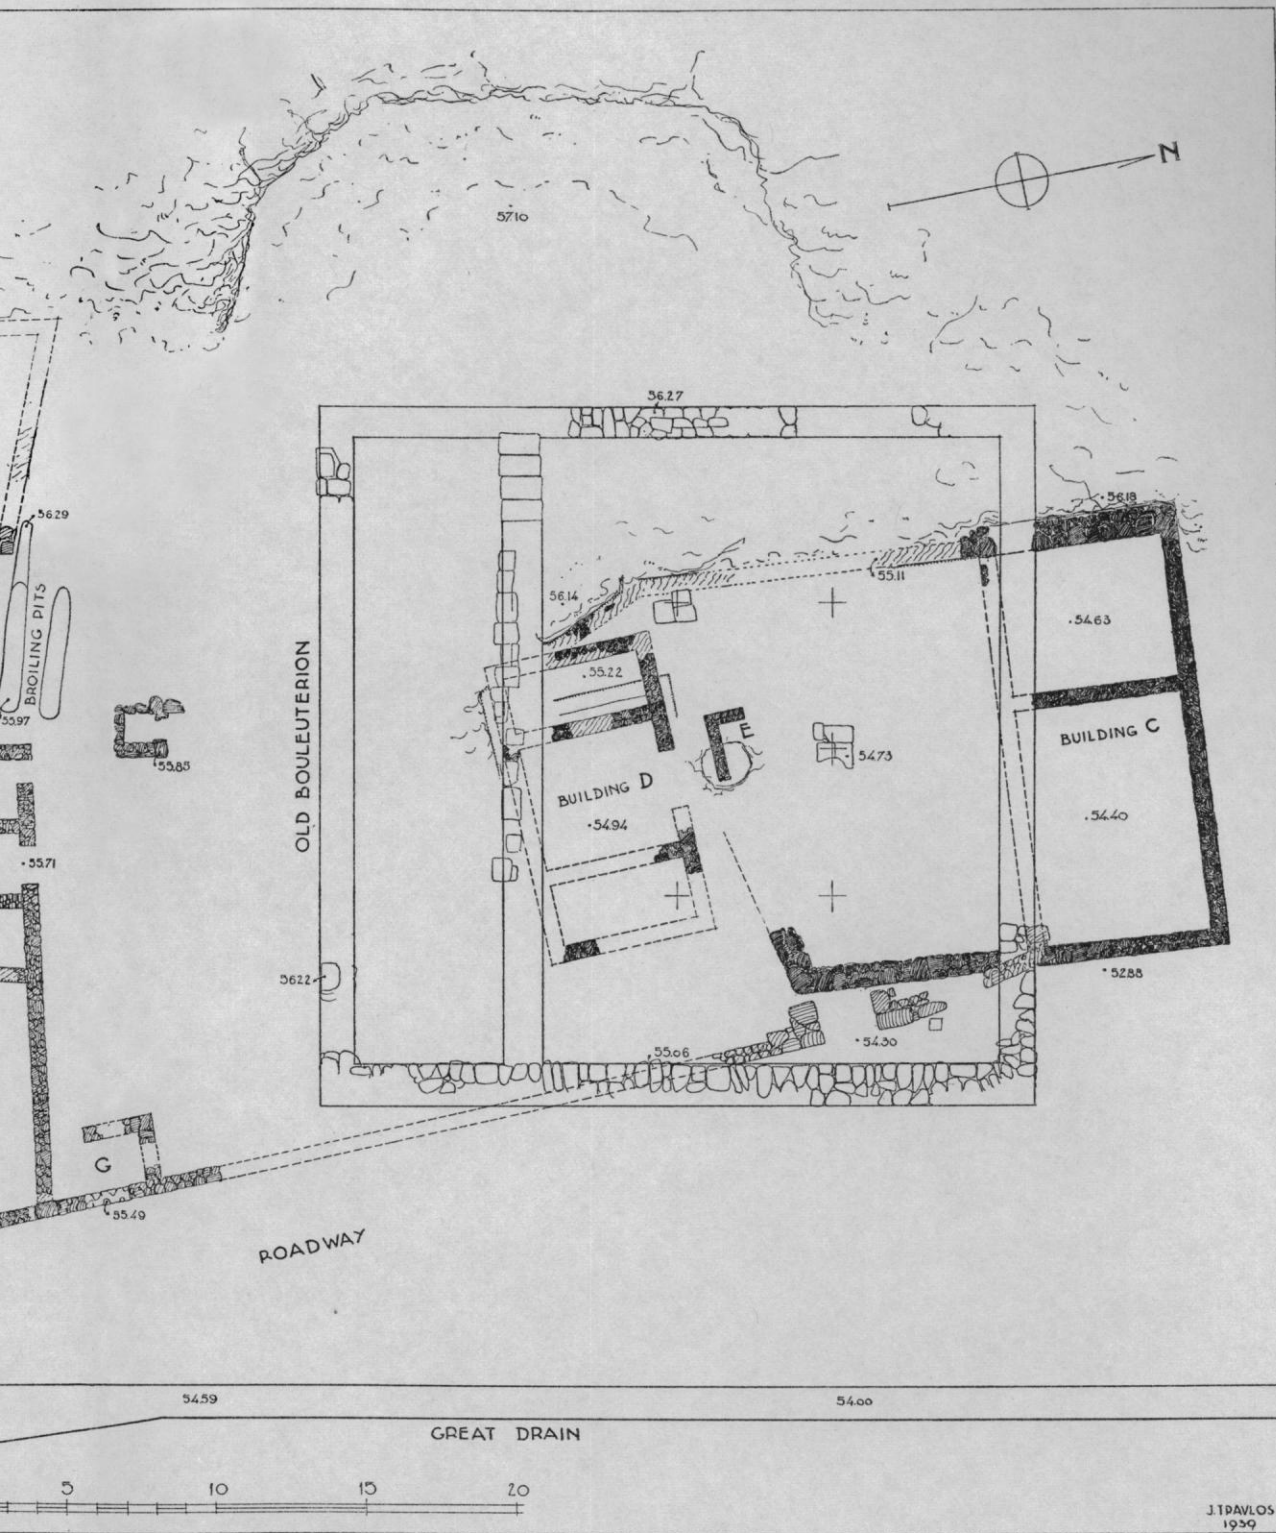 N
57.10
56.27
56.29
56.18
BROILING PITS
55.11
56.14
54.63
55.22
55.97
E
BUILDING C
OLD BOULEUTERION
55.85
54.73
BUILDING D
54.94
54.40
55.71
56.22
52.88
54.30
55.06
G
55.49
ROADWAY
54.59
54.00
GREAT DRAIN
5 10 15 20
J.TRAVLOS
1939